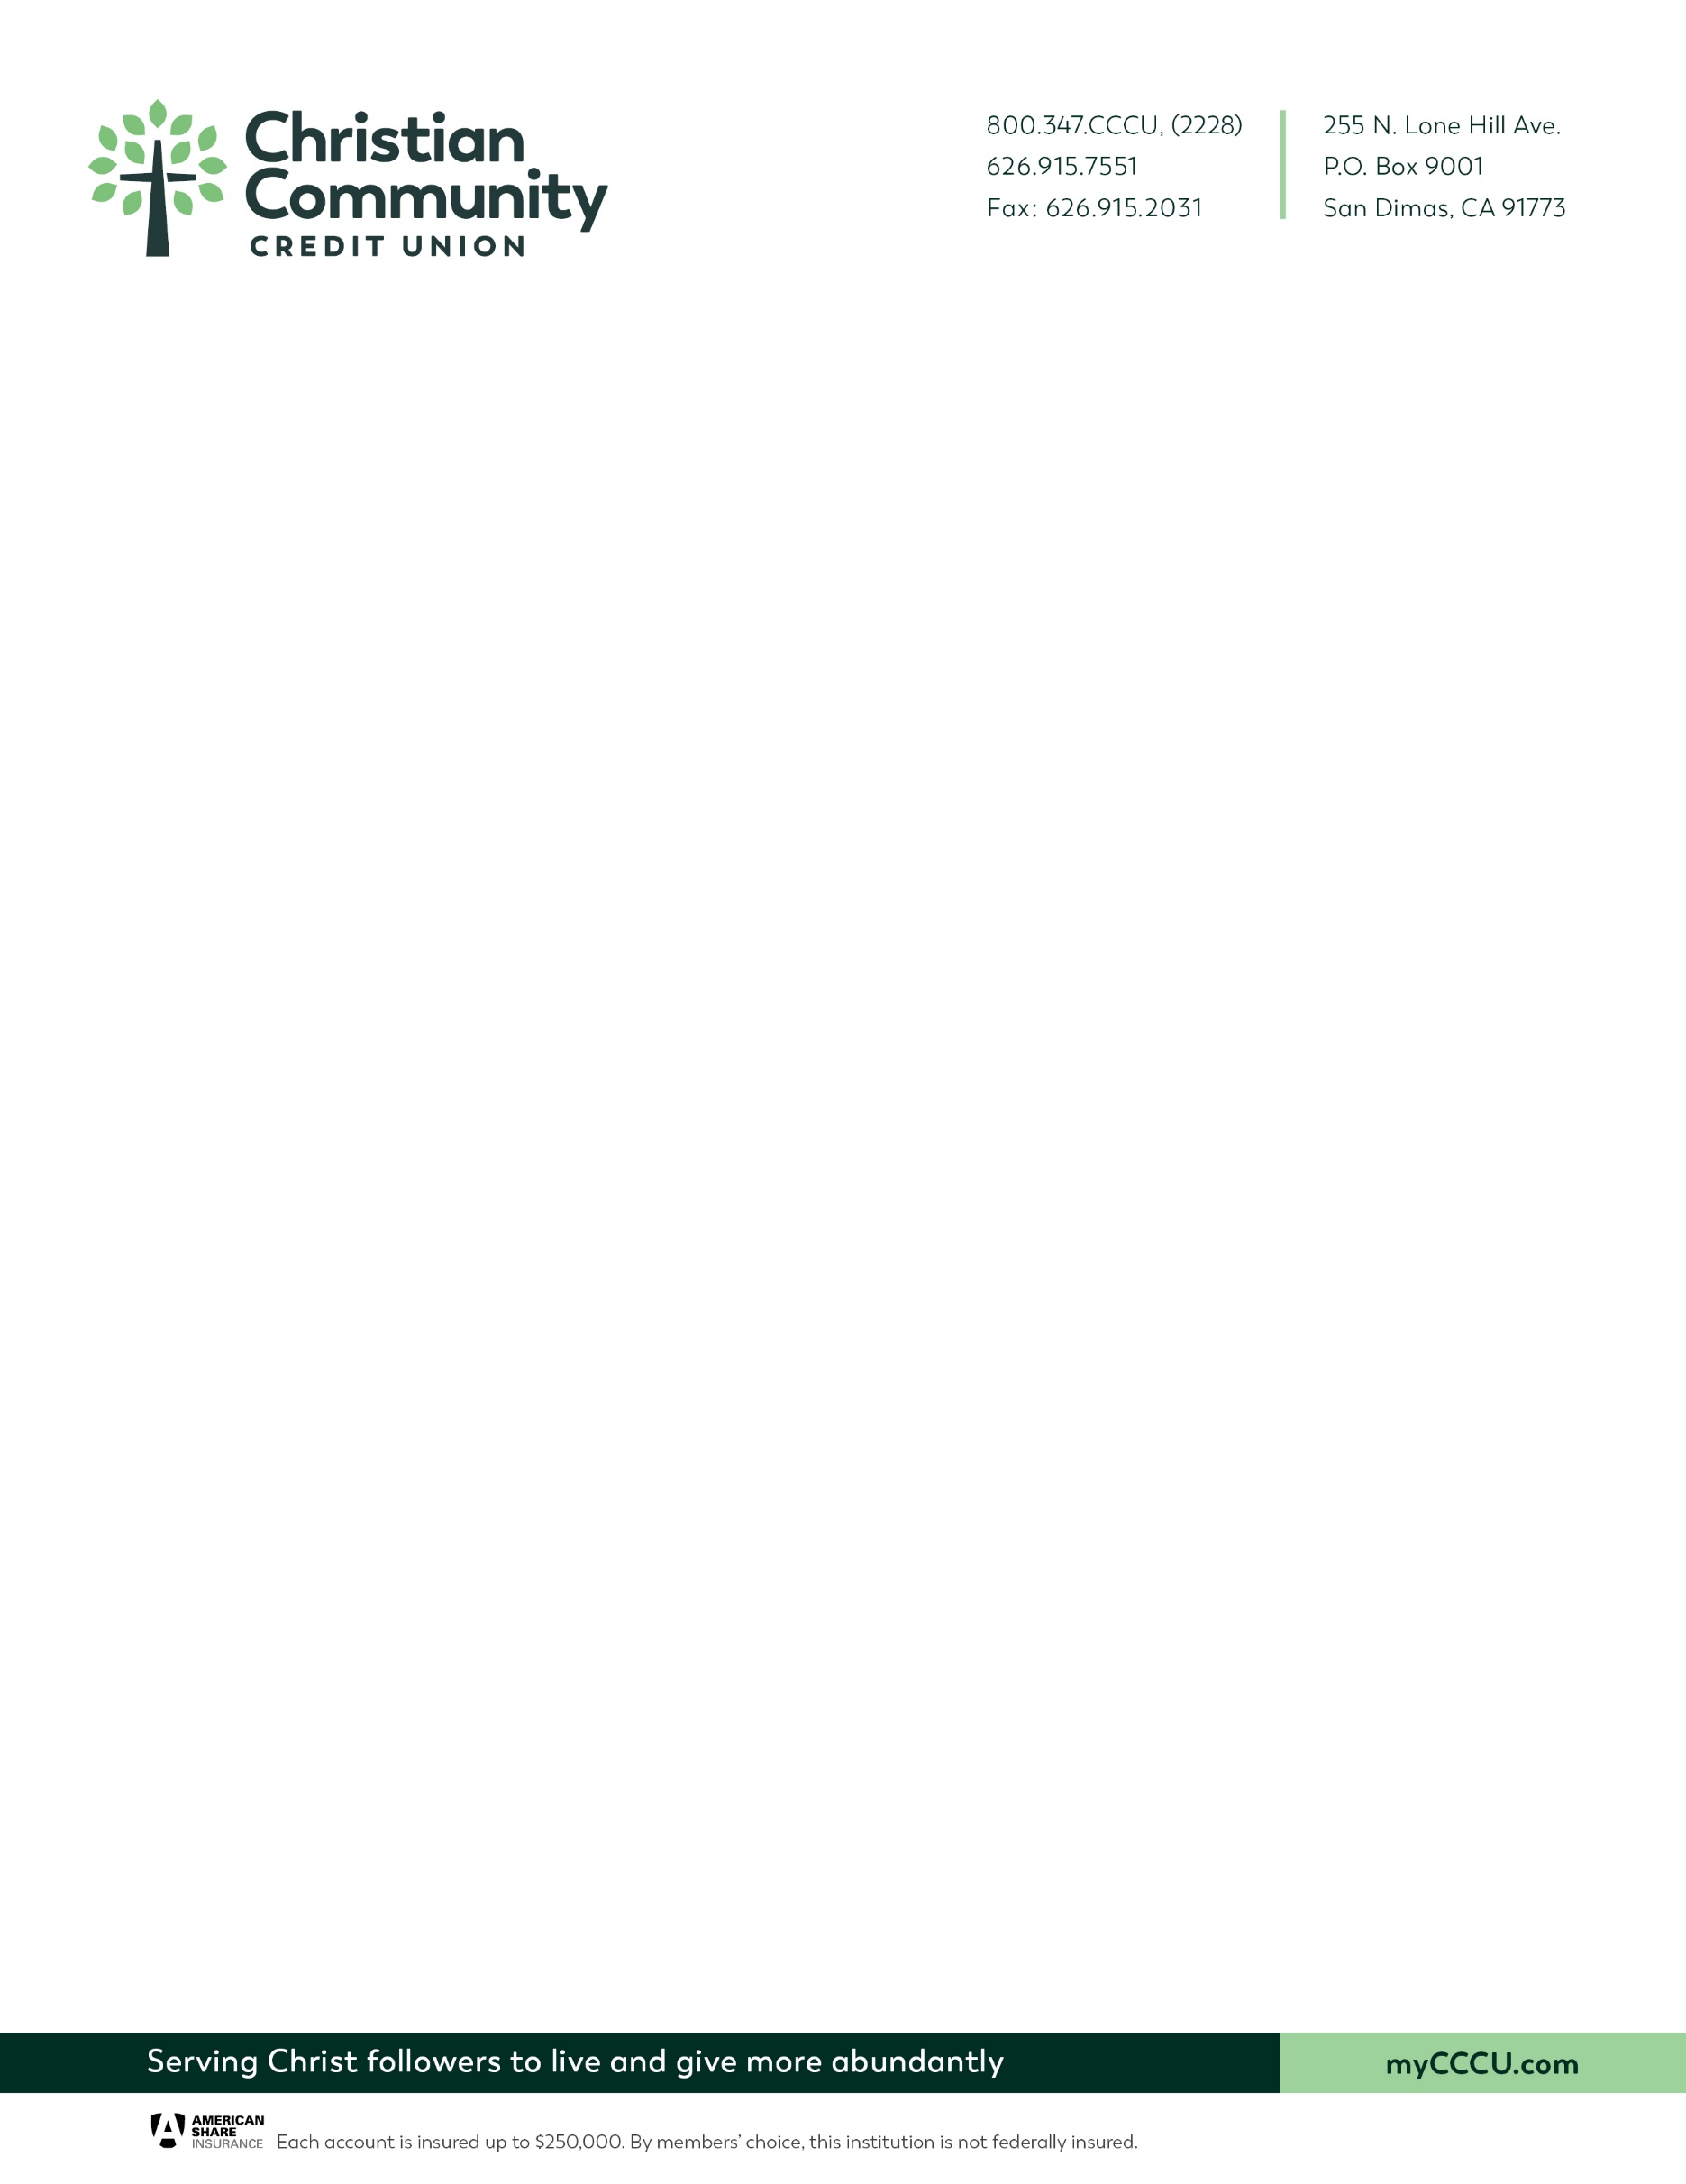 Christian
Community
CREDIT UNION
800.347.CCCU, (2228)
626.915.7551
Fax: 626.915.2031
255 N. Lone Hill Ave.
P.O. Box 9001
San Dimas, CA 91773
Serving Christ followers to live and give more abundantly
myCCCU.com
AMERICAN
SHARE
INSURANCE
Each account is insured up to $250,000. By members’ choice, this institution is not federally insured.